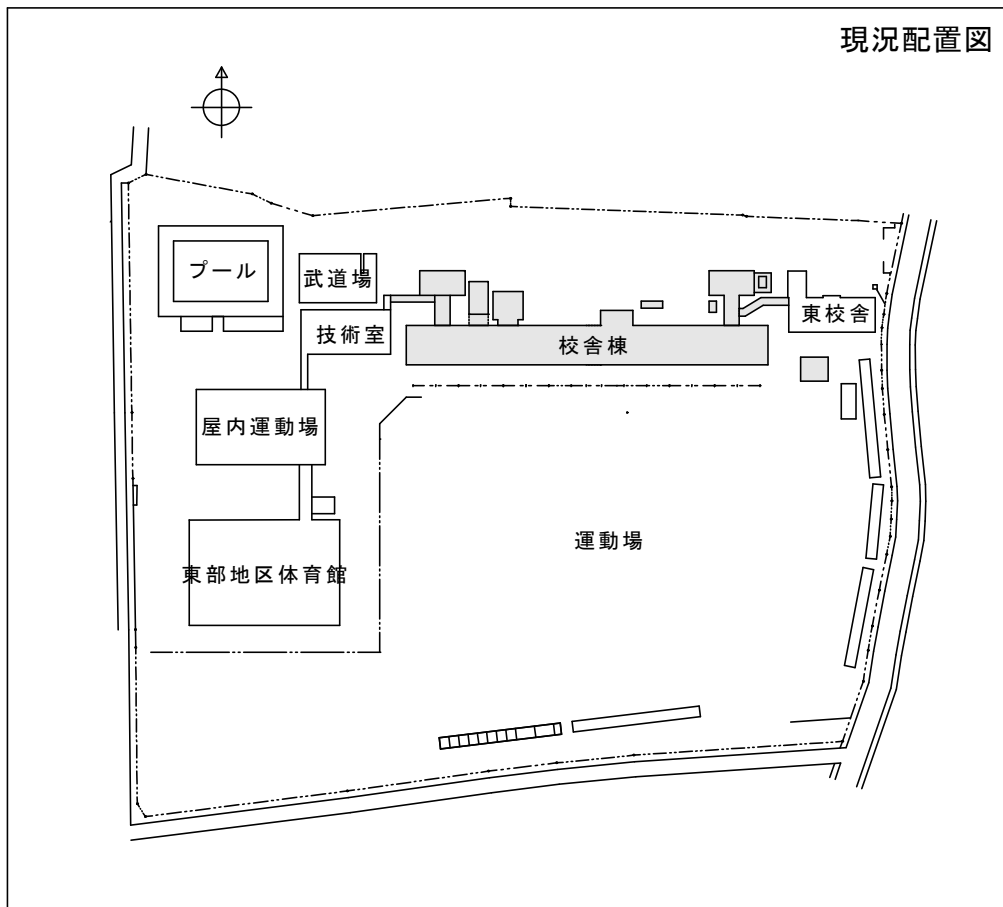 現況配置図
プール
武道場
東校舎
技術室
校舎棟
屋内運動場
運動場
東部地区体育館